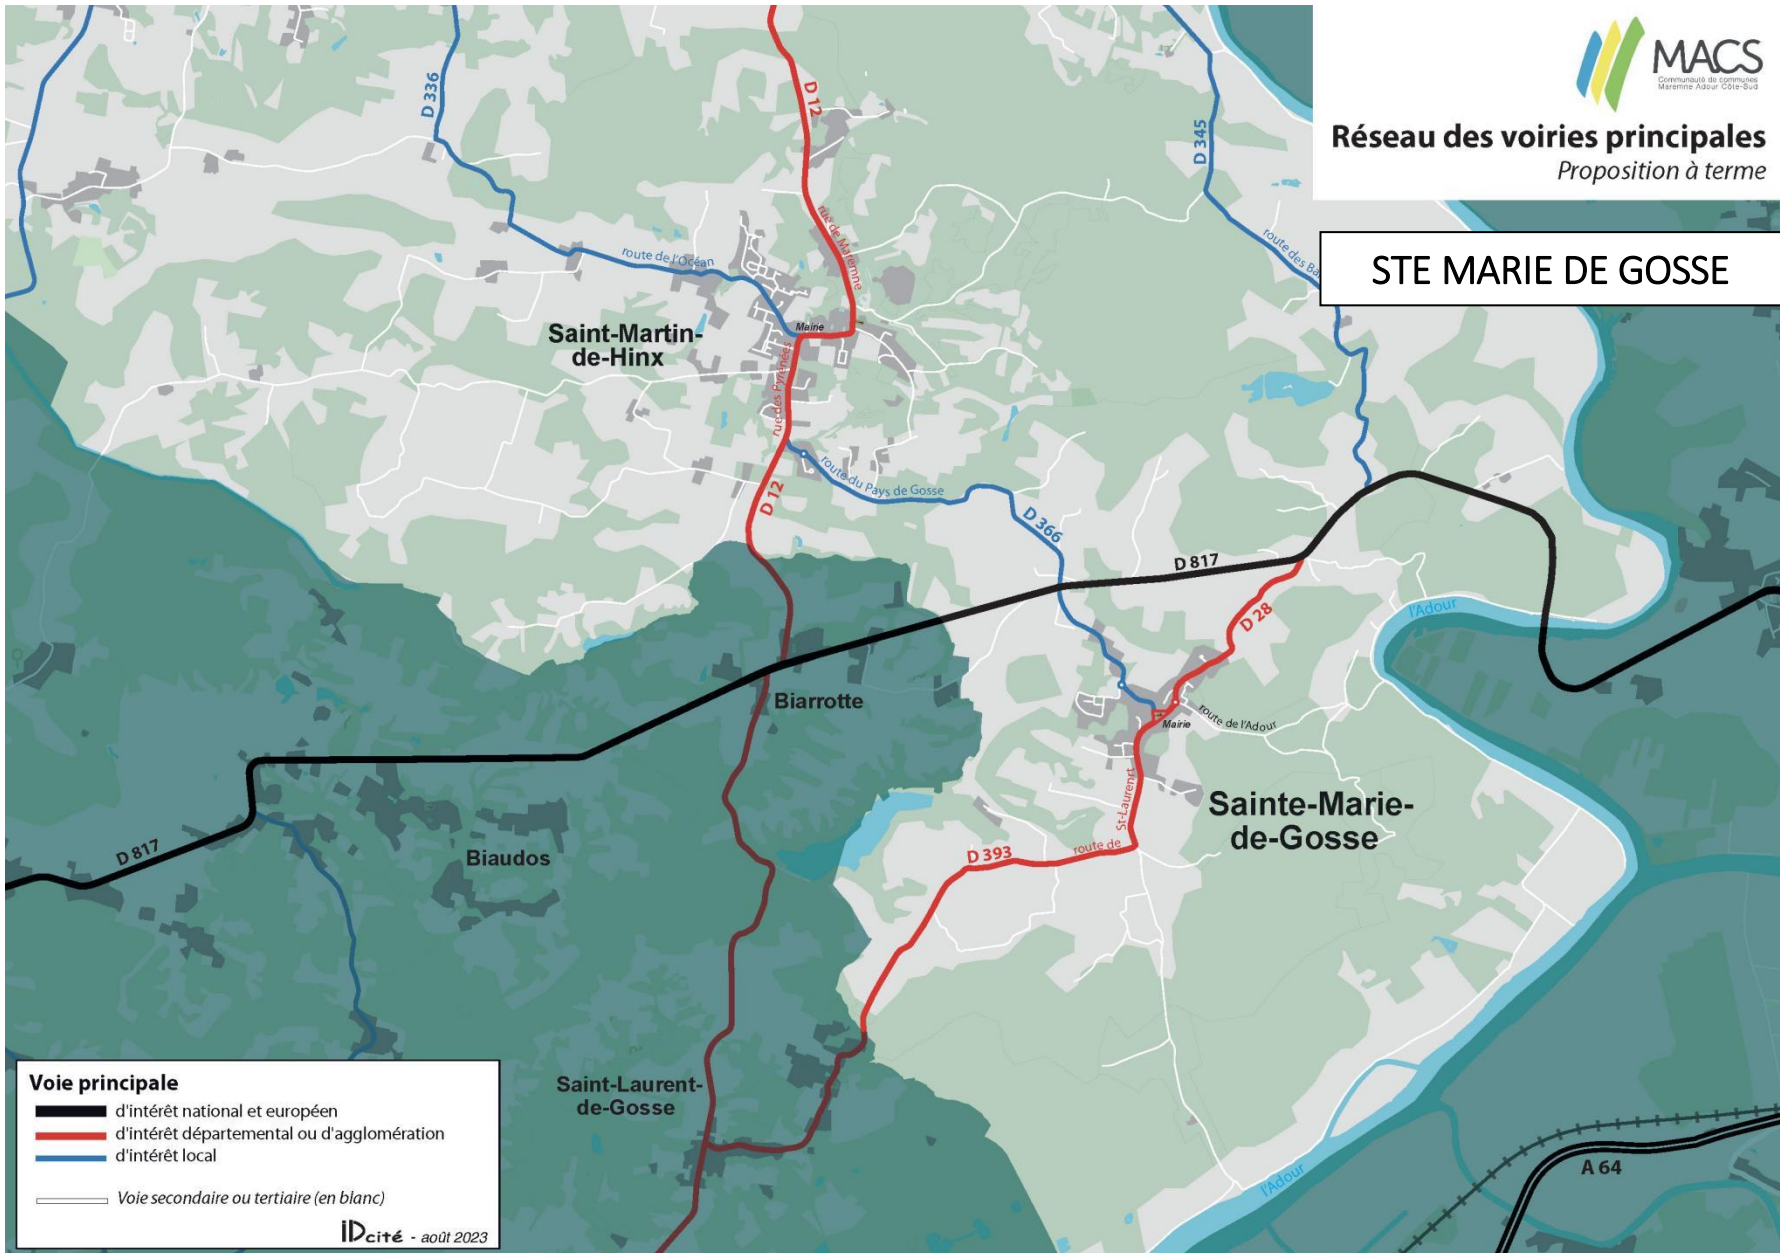 MACS
Communauté de communes
Maremne Adour Côte-Sud
Réseau des voiries principales
Proposition à terme
STE MARIE DE GOSSE
D 336
D 12
D 345
rue de Maremne
route de l'Océan
route des Ba
Saint-Martin-
de-Hinx
Mairie
rue des Pyrénées
route du Pays de Gosse
D 12
D 366
D 817
D 28
l'Adour
Biarrotte
route de l'Adour
Mairie
St-Laurent
Sainte-Marie-
de-Gosse
D 393
route de
D 817
Biaudos
Saint-Laurent-
de-Gosse
l'Adour
A 64
Voie principale
d'intérêt national et européen
d'intérêt départemental ou d'agglomération
d'intérêt local
Voie secondaire ou tertiaire (en blanc)
iDcité - août 2023